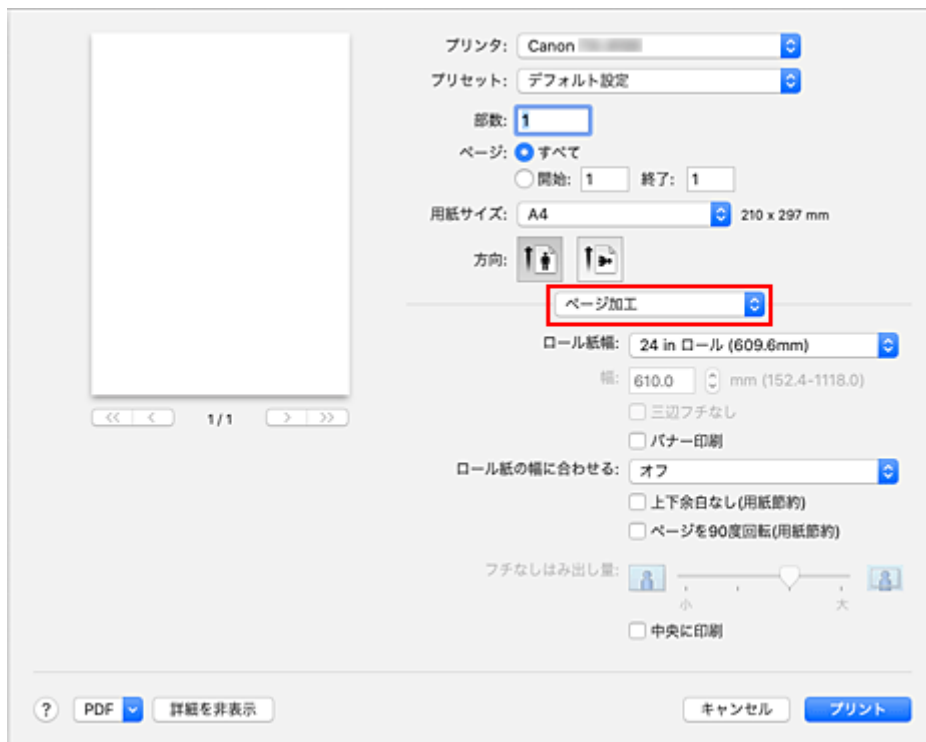 プリンタ: Canon
プリセット: デフォルト設定
部数: 1
ページ: すべて
開始: 1 終了: 1
用紙サイズ: A4 210 x 297 mm
方向:
ページ加工
ロール紙幅: 24 in ロール (609.6mm)
幅: 610.0 mm (152.4-1118.0)
三辺フチなし
<< < 1 / 1 > >>
バナー印刷
ロール紙の幅に合わせる: オフ
上下余白なし(用紙節約)
ページを90度回転(用紙節約)
フチなしはみ出し量:
小 大
中央に印刷
? PDF 詳細を非表示 キャンセル プリント